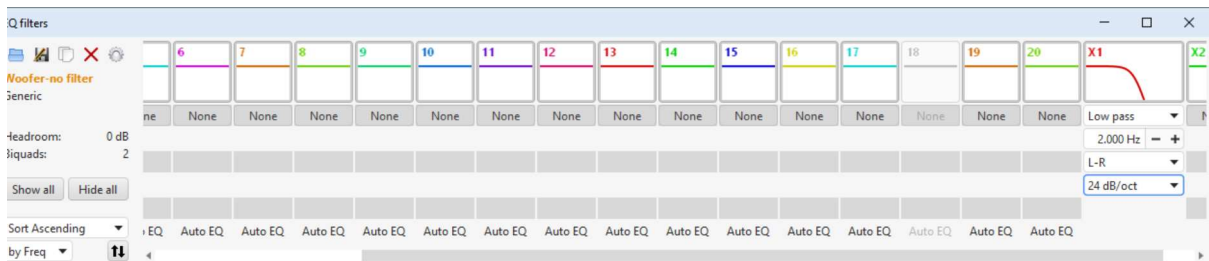 EQ filters
6 7 8 9 10 11 12 13 14 15 16 17 18 19 20 X1 X2
Woofer-no filter
Generic
None None None None None None None None None None None None None None None Low pass
Headroom: 0 dB
2.000 Hz
Biquads: 2
L-R
Show all Hide all
24 dB/oct
Sort Ascending
EQ Auto EQ Auto EQ Auto EQ Auto EQ Auto EQ Auto EQ Auto EQ Auto EQ Auto EQ Auto EQ Auto EQ Auto EQ Auto EQ Auto EQ Auto EQ
by Freq